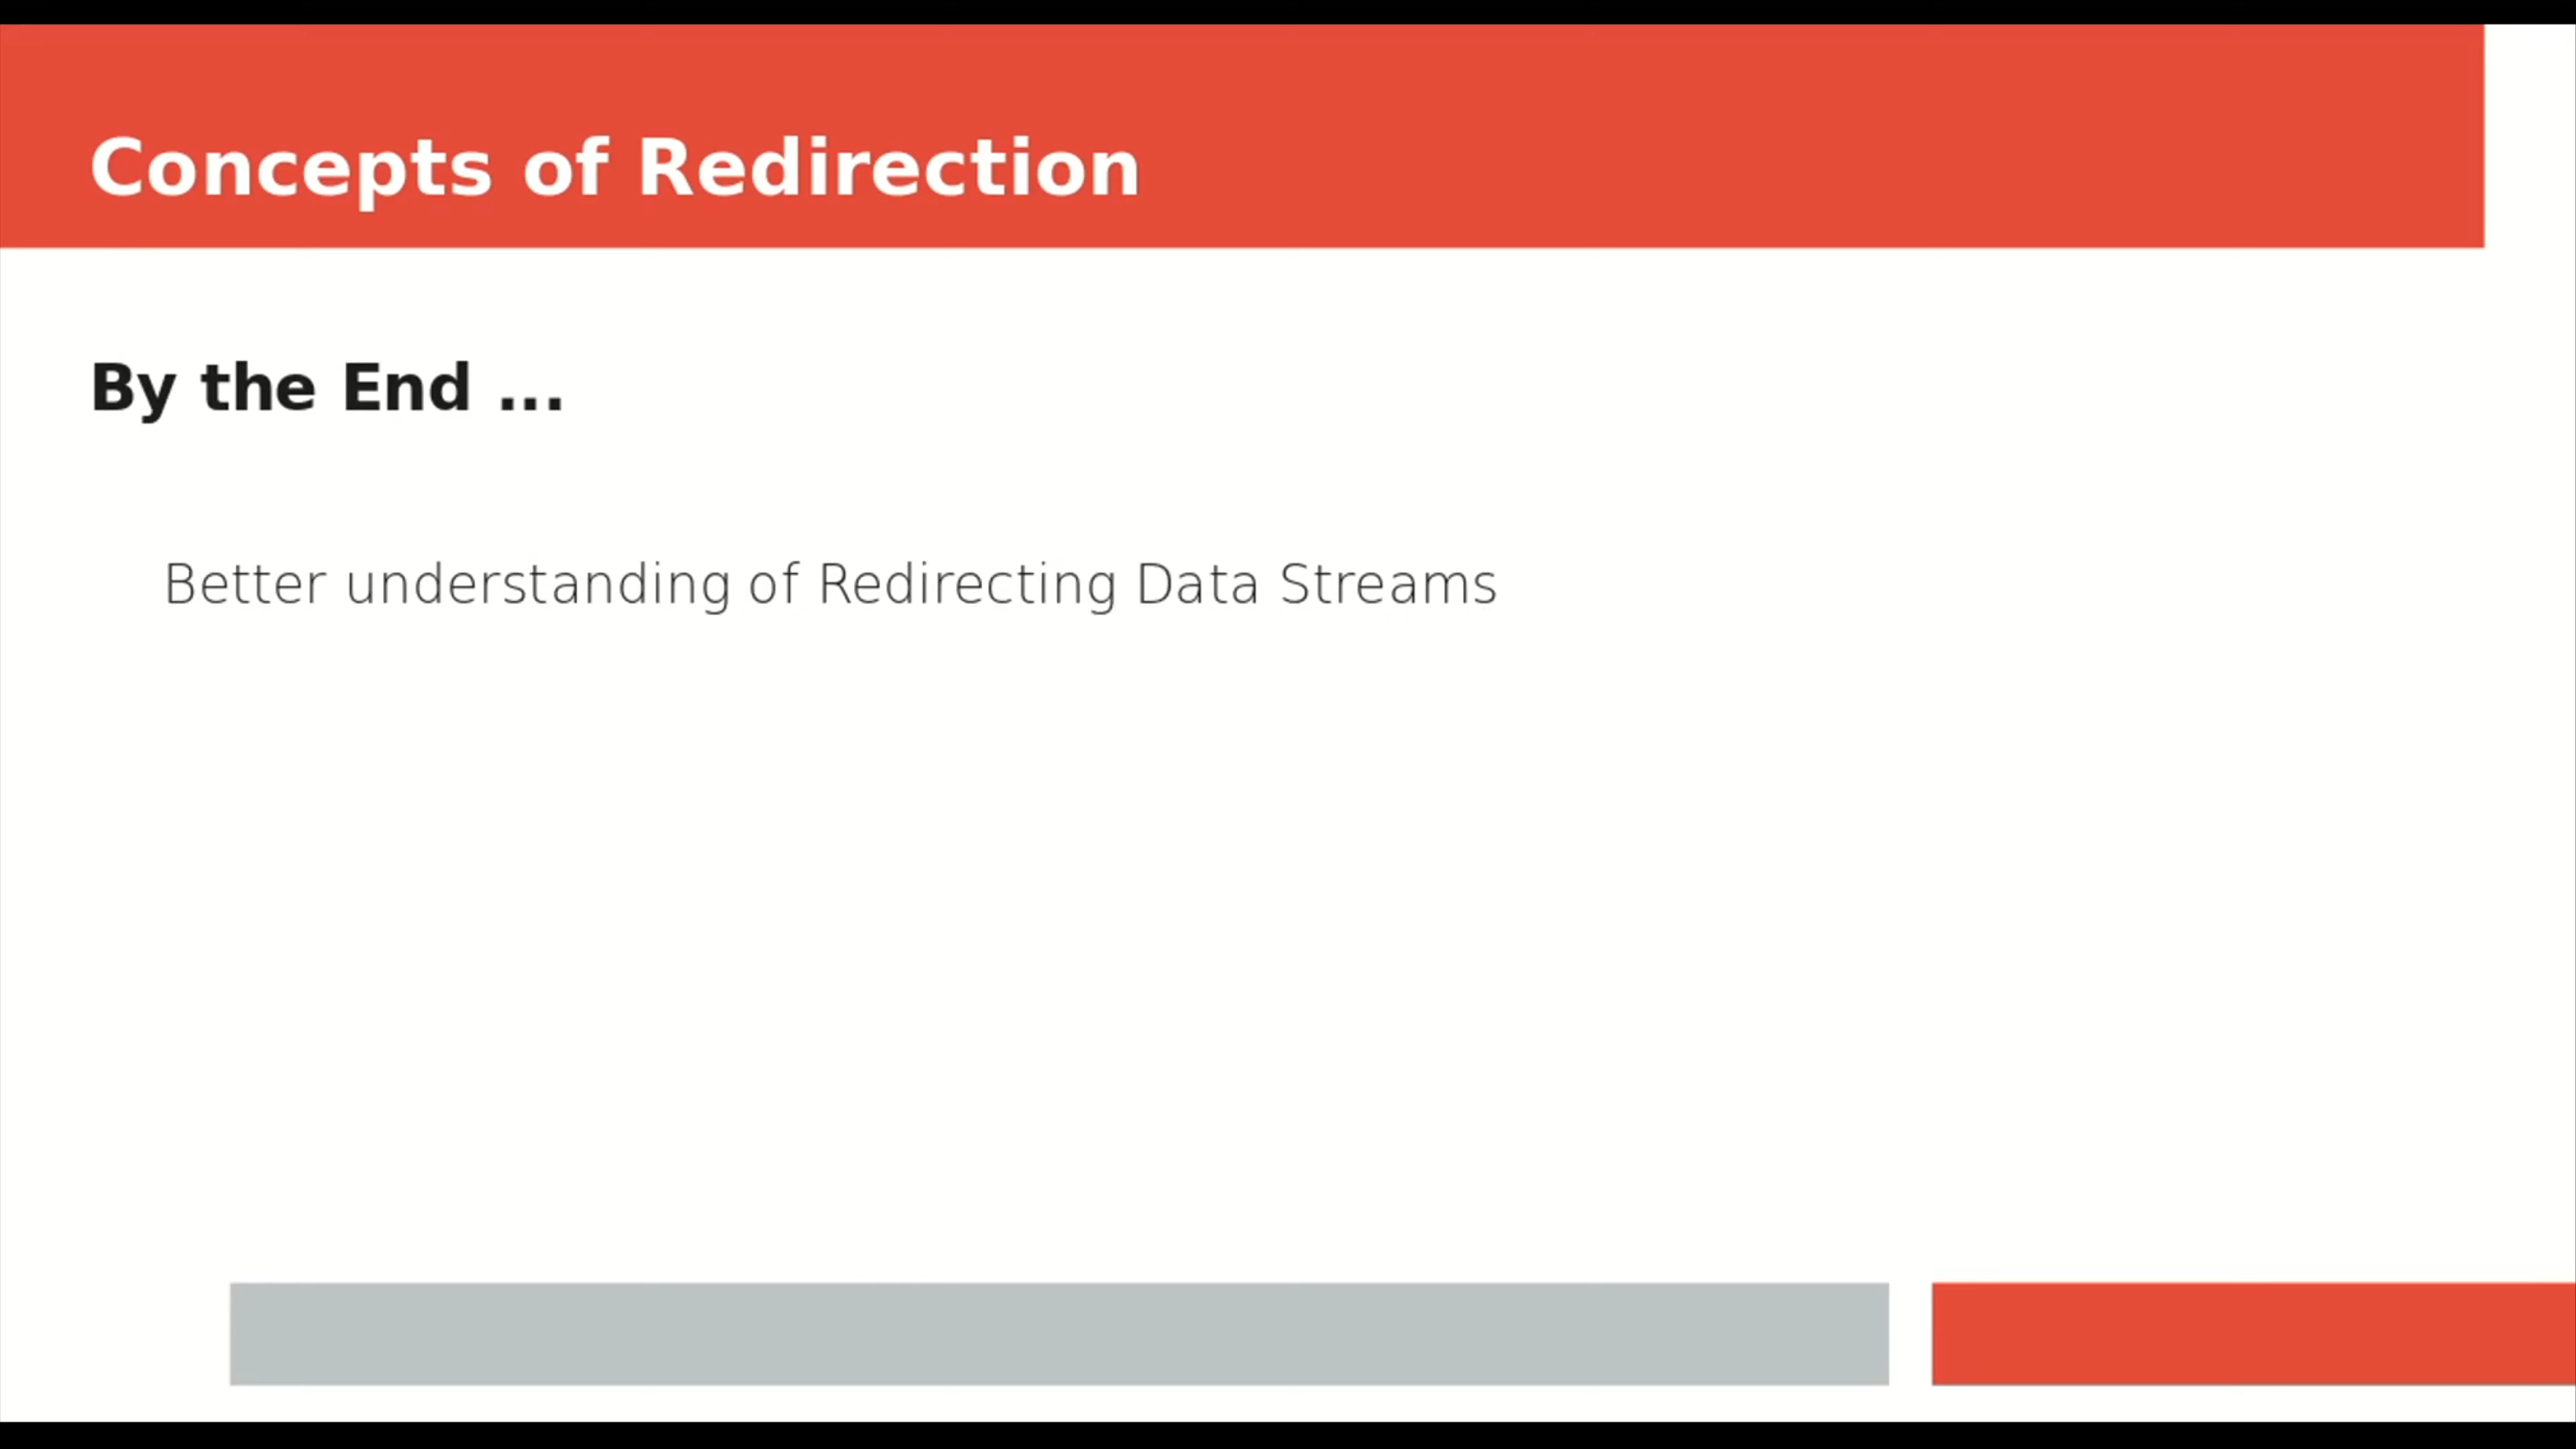 Concepts of Redirection
By the End ...
Better understanding of Redirecting Data Streams